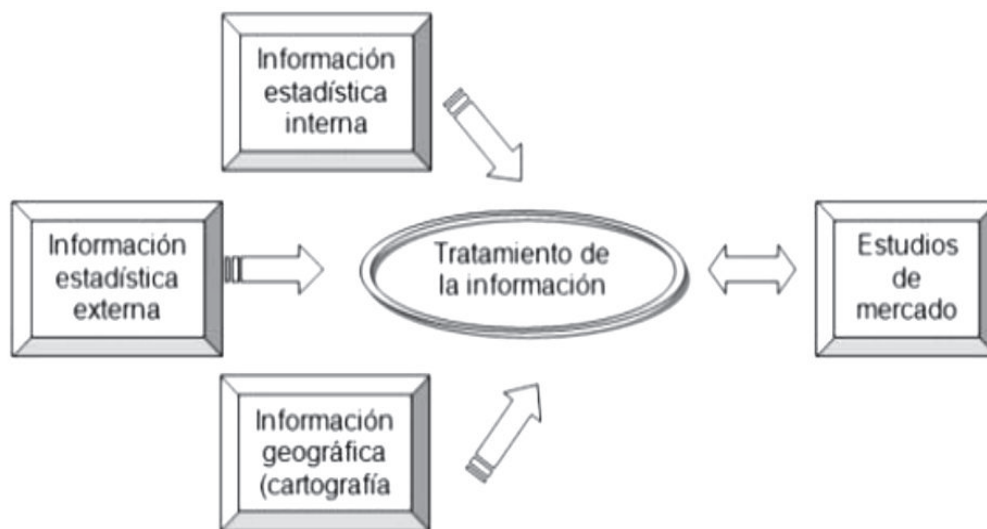 Información
estadística
interna
Información
estadística
externa
Tratamiento de
la información
Estudios
de
mercado
Información
geográfica
(cartografía